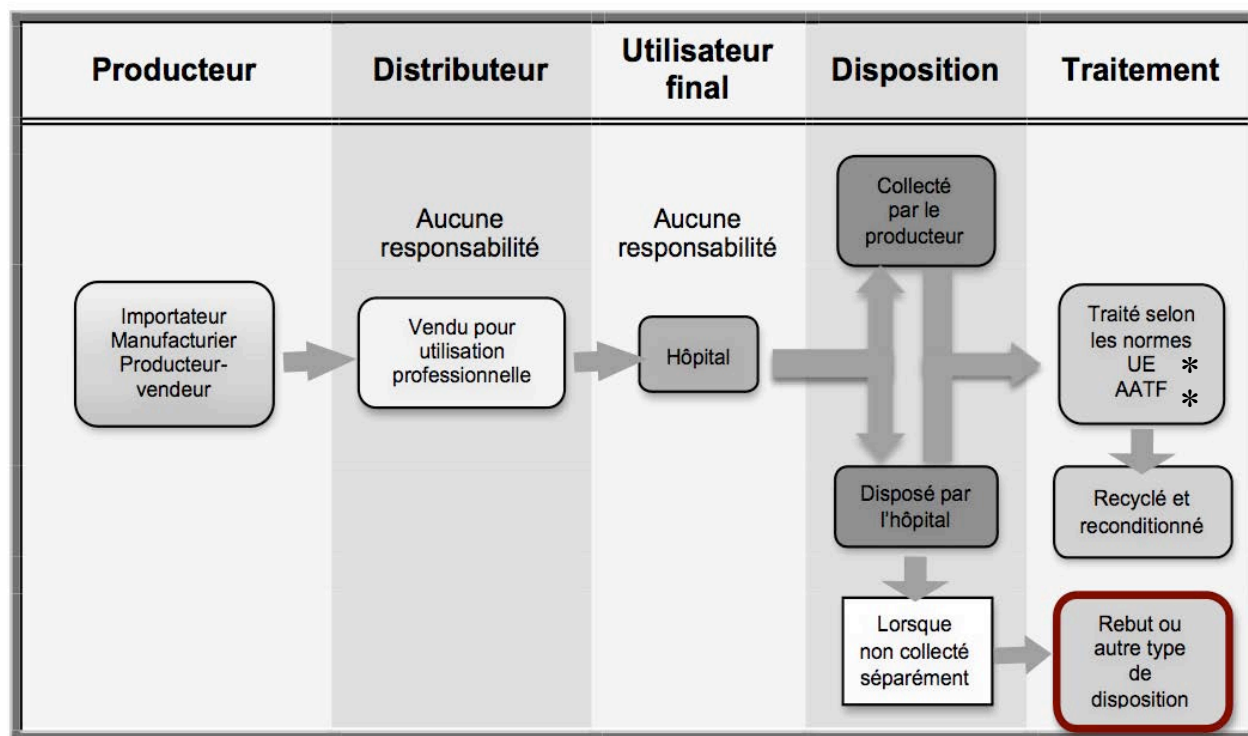 Producteur
Distributeur
Utilisateur
final
Disposition
Traitement
Aucune
responsabilité
Aucune
responsabilité
Importateur
Manufacturier
Producteur-
vendeur
Vendu pour
utilisation
professionnelle
Hôpital
Collecté
par le
producteur
Disposé par
l'hôpital
Lorsque
non collecté
séparément
Traité selon
les normes
UE *
AATF *
Recyclé et
reconditionné
Rebut ou
autre type
de
disposition